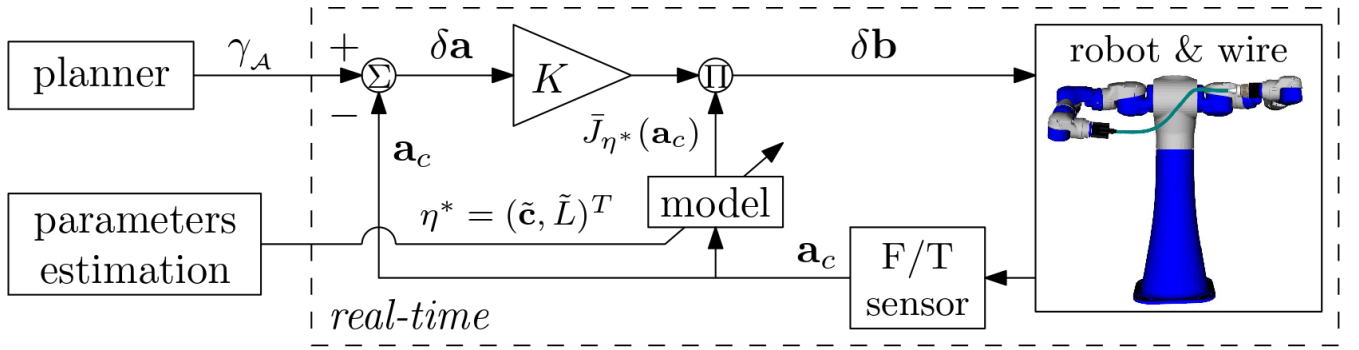 planner
γ_𝒜
+
Σ
−
δ𝐚
K
Π
δ𝐛
robot & wire
𝐚_c
J̄_η*(𝐚_c)
parameters
estimation
η* = (𝐜̃, L̃)^T
model
𝐚_c
F/T
sensor
real-time